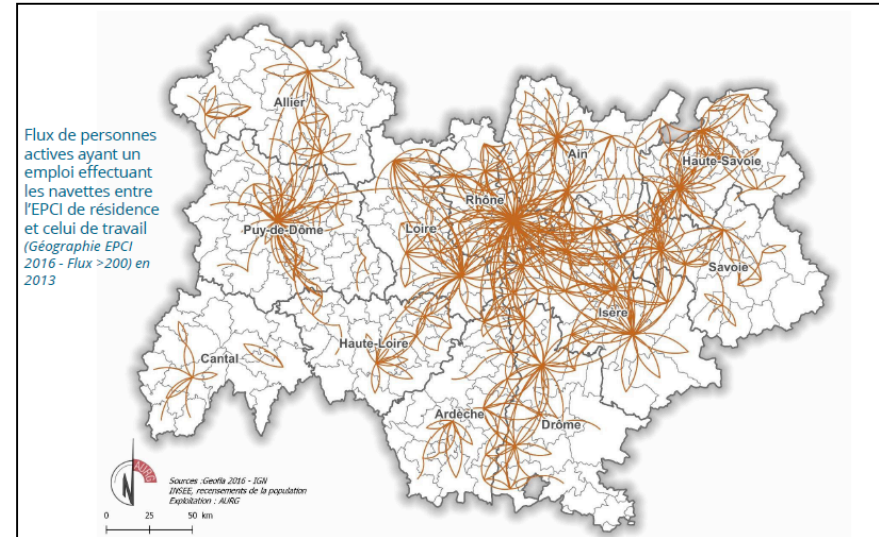 Flux de personnes
actives ayant un
emploi effectuant
les navettes entre
l'EPCI de résidence
et celui de travail
(Géographie EPCI
2016 - Flux >200) en
2013
Allier
Ain
Haute-Savoie
Rhône
Puy-de-Dôme
Loire
Savoie
Isère
Haute-Loire
Cantal
Ardèche
Drôme
AURG
N
Sources :Geofla 2016 - IGN
INSEE, recensements de la population
Exploitation : AURG
0 25 50 km